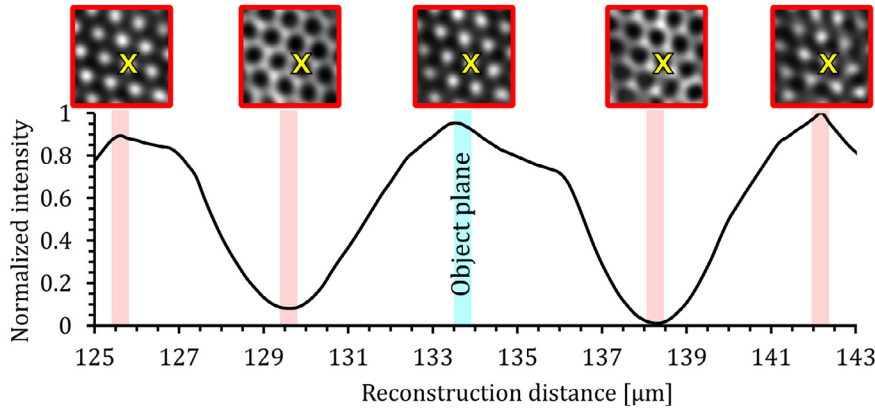 X X X X X
Normalized intensity
1
0.8
0.6
0.4
0.2
0
Object plane
125 127 129 131 133 135 137 139 141 143
Reconstruction distance [µm]